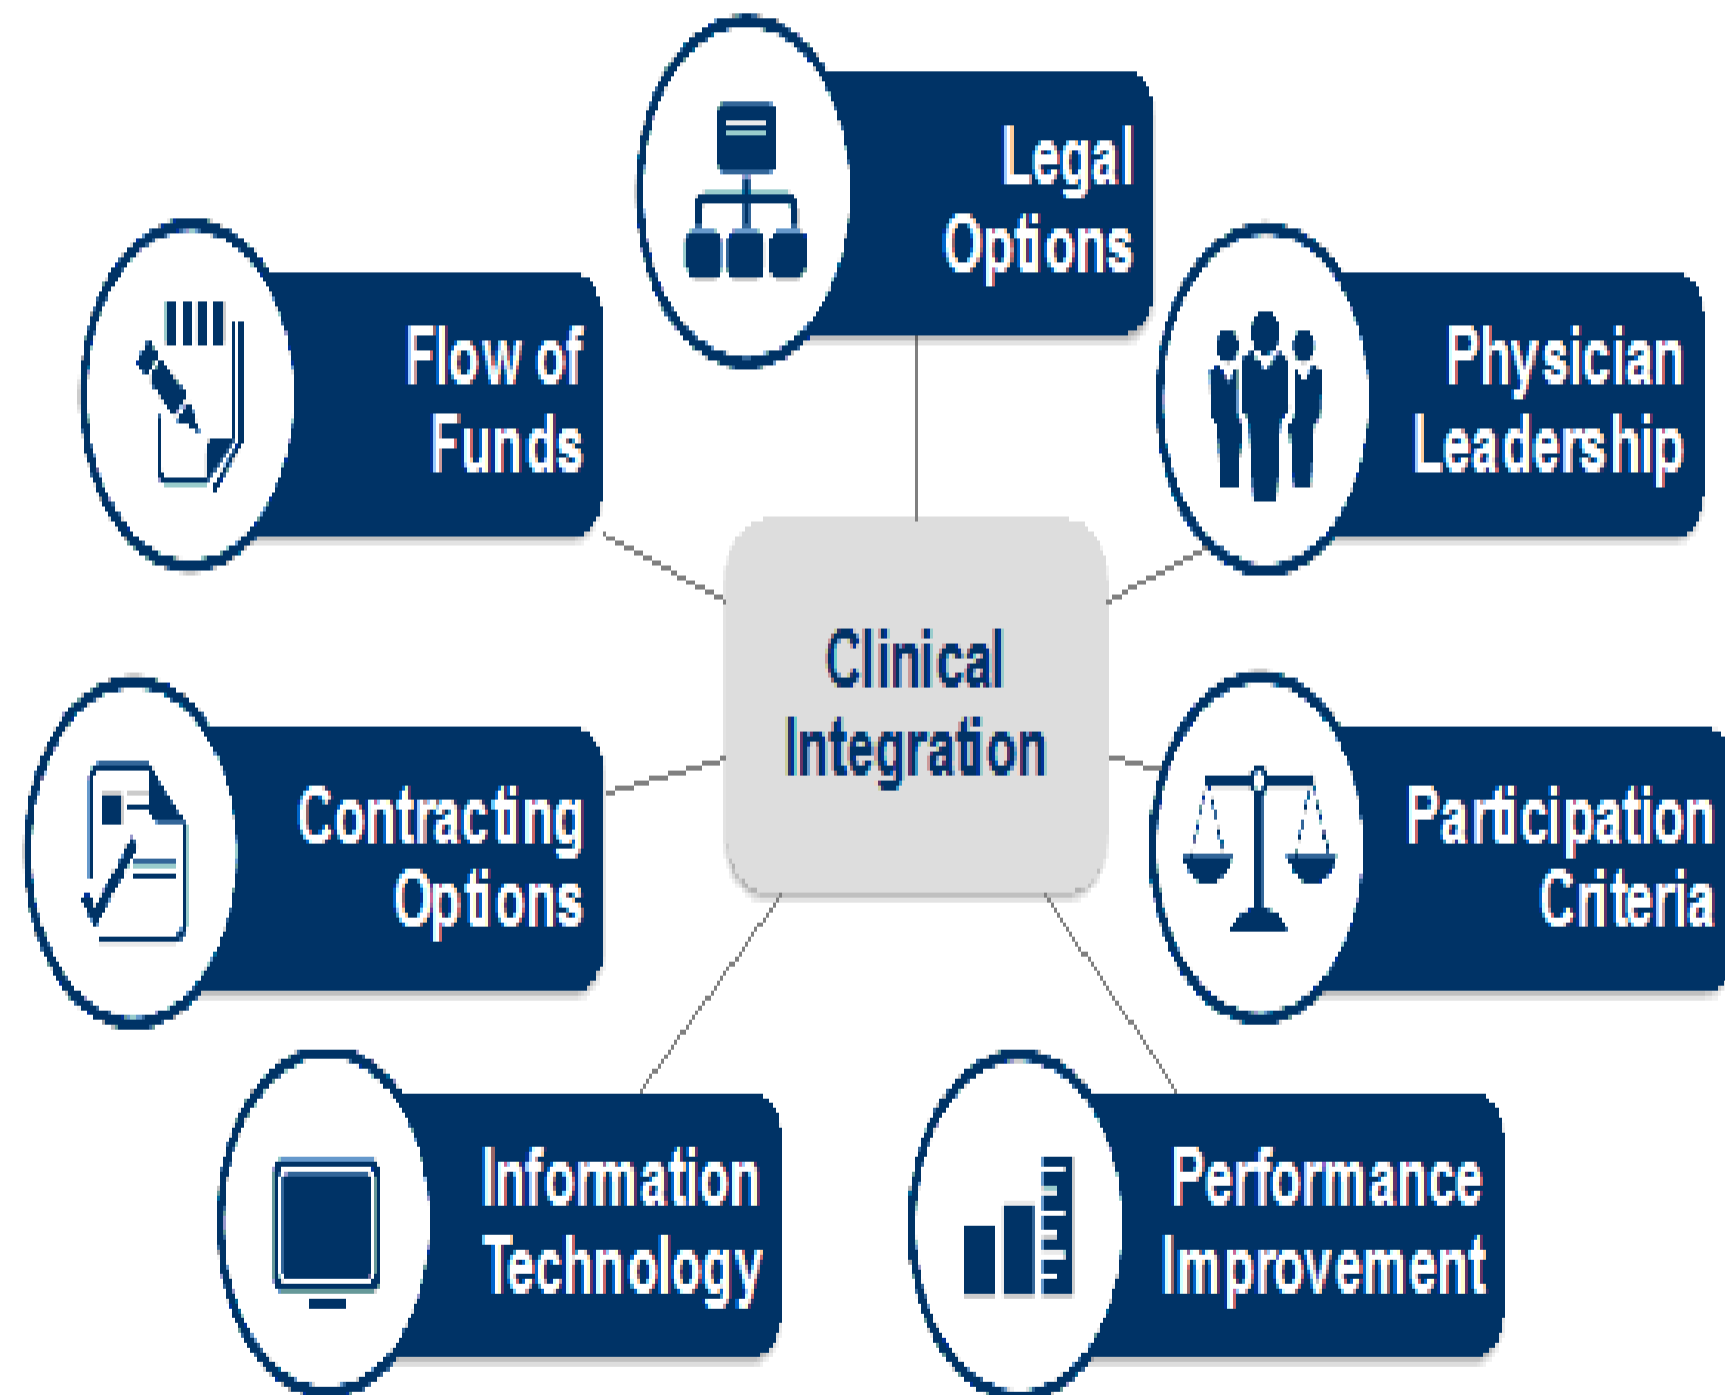 Legal
Options
Flow of
Funds
Physician
Leadership
Clinical
Integration
Contracting
Options
Participation
Criteria
Information
Technology
Performance
Improvement